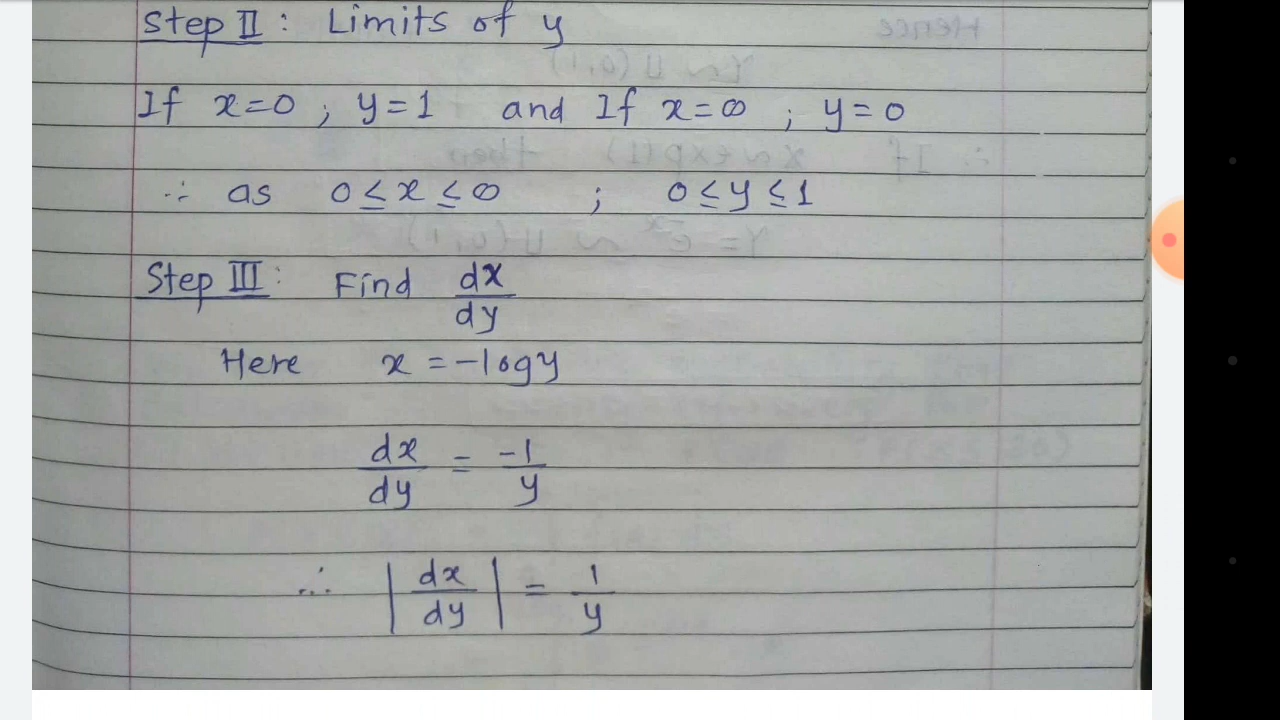 Step II : Limits of y
If x=0 ; y=1 and If x=∞ ; y=0
∴ as 0≤x≤∞ ; 0≤y≤1
Step III : Find dx/dy
Here x = -logy
dx/dy = -1/y
∴ |dx/dy| = 1/y